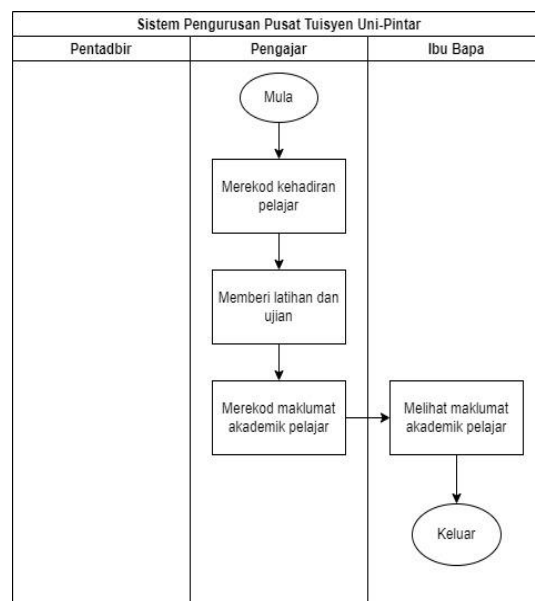 Sistem Pengurusan Pusat Tuisyen Uni-Pintar
Pentadbir
Pengajar
Ibu Bapa
Mula
Merekod kehadiran
pelajar
Memberi latihan dan
ujian
Merekod maklumat
akademik pelajar
Melihat maklumat
akademik pelajar
Keluar